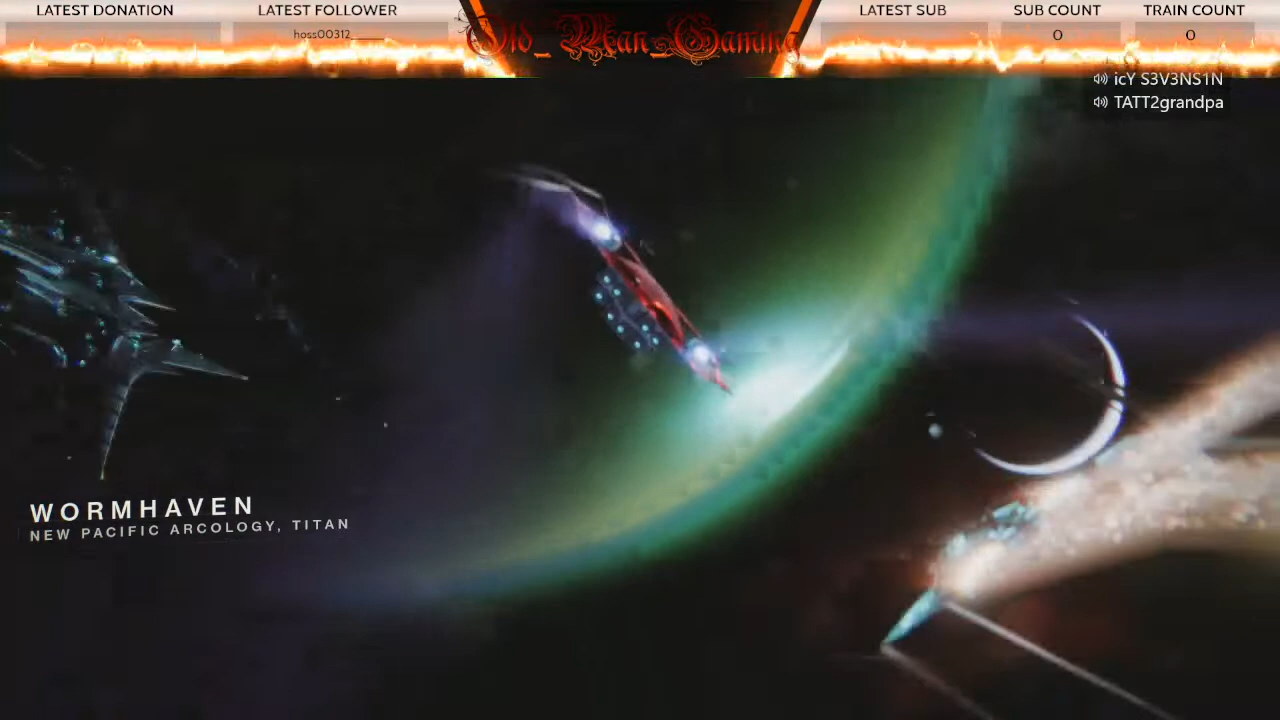 LATEST DONATION
LATEST FOLLOWER
hoss00312_____
Old_Man_Gaming
LATEST SUB
SUB COUNT
0
TRAIN COUNT
0
icY S3V3NS1N
TATT2grandpa
WORMHAVEN
NEW PACIFIC ARCOLOGY, TITAN